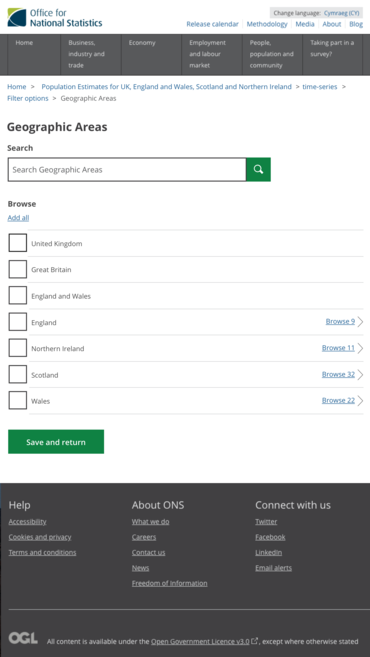 Office for
National Statistics
Change language: Cymraeg (CY)
Release calendar Methodology Media About Blog
Home
Business, industry and trade
Economy
Employment and labour market
People, population and community
Taking part in a survey?
Home > Population Estimates for UK, England and Wales, Scotland and Northern Ireland > time-series >
Filter options > Geographic Areas
Geographic Areas
Search
Search Geographic Areas
Browse
Add all
United Kingdom
Great Britain
England and Wales
England Browse 9
Northern Ireland Browse 11
Scotland Browse 32
Wales Browse 22
Save and return
Help
Accessibility
Cookies and privacy
Terms and conditions
About ONS
What we do
Careers
Contact us
News
Freedom of Information
Connect with us
Twitter
Facebook
LinkedIn
Email alerts
OGL All content is available under the Open Government Licence v3.0, except where otherwise stated